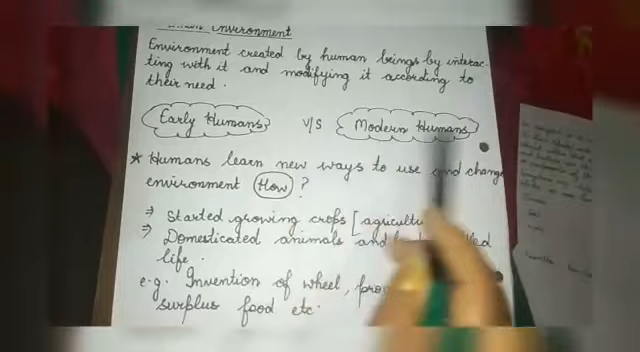 Environment
Environment created by human beings by interac-
ting with it and modifying it according to
their need.
Early Humans V/S Modern Humans
* Humans learn new ways to use and change
environment How ?
⇒ Started growing crops [
⇒ Domesticated animals and
life.
e.g. Invention of wheel,
surplus food etc.